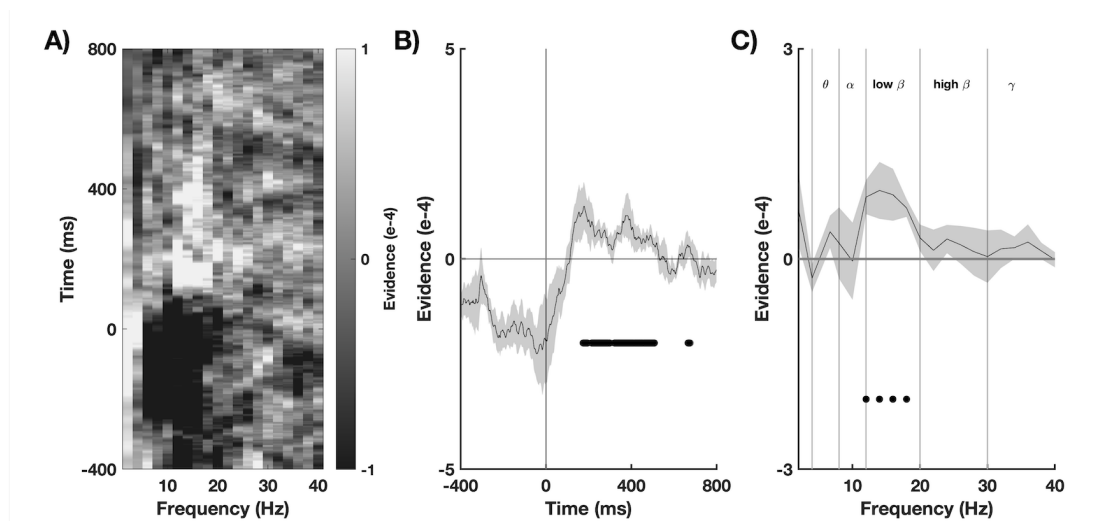 A)
800
400
0
-400
Time (ms)
10 20 30 40
Frequency (Hz)
1
0
-1
Evidence (e-4)
B)
5
0
-5
Evidence (e-4)
-400 0 400 800
Time (ms)
C)
3
0
-3
Evidence (e-4)
θ α low β high β γ
10 20 30 40
Frequency (Hz)